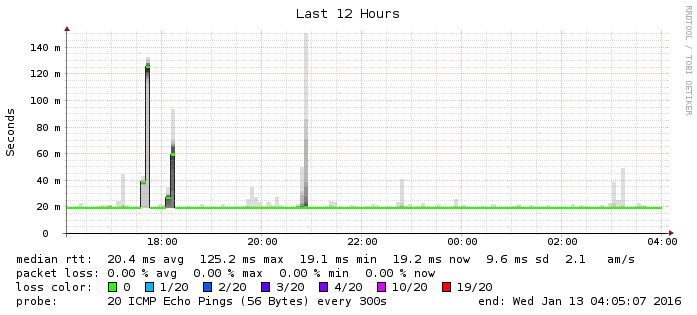 Last 12 Hours
RRDTOOL / TOBI OETIKER
Seconds
140 m
120 m
100 m
80 m
60 m
40 m
20 m
0
18:00 20:00 22:00 00:00 02:00 04:00
median rtt: 20.4 ms avg 125.2 ms max 19.1 ms min 19.2 ms now 9.6 ms sd 2.1 am/s
packet loss: 0.00 % avg 0.00 % max 0.00 % min 0.00 % now
loss color: 0 1/20 2/20 3/20 4/20 10/20 19/20
probe: 20 ICMP Echo Pings (56 Bytes) every 300s end: Wed Jan 13 04:05:07 2016